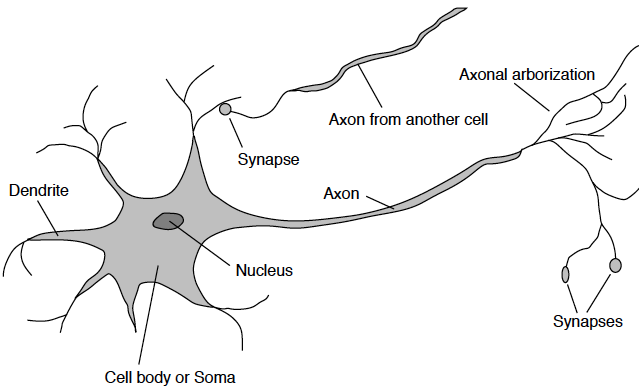 Axonal arborization
Axon from another cell
Synapse
Dendrite
Axon
Nucleus
Synapses
Cell body or Soma